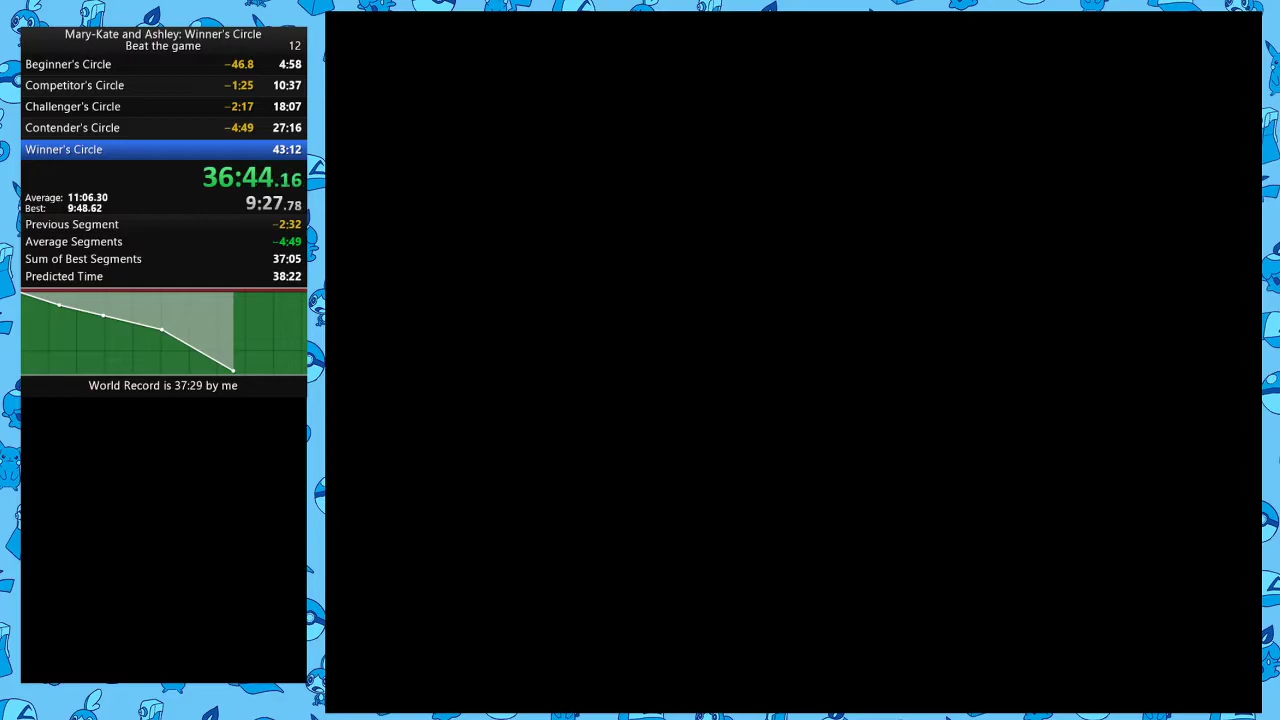 Mary-Kate and Ashley: Winner's Circle
Beat the game 12
Beginner's Circle −46.8 4:58
Competitor's Circle −1:25 10:37
Challenger's Circle −2:17 18:07
Contender's Circle −4:49 27:16
Winner's Circle 43:12
36:44.16
Average: 11:06.30
Best: 9:48.62
9:27.78
Previous Segment −2:32
Average Segments −4:49
Sum of Best Segments 37:05
Predicted Time 38:22
World Record is 37:29 by me